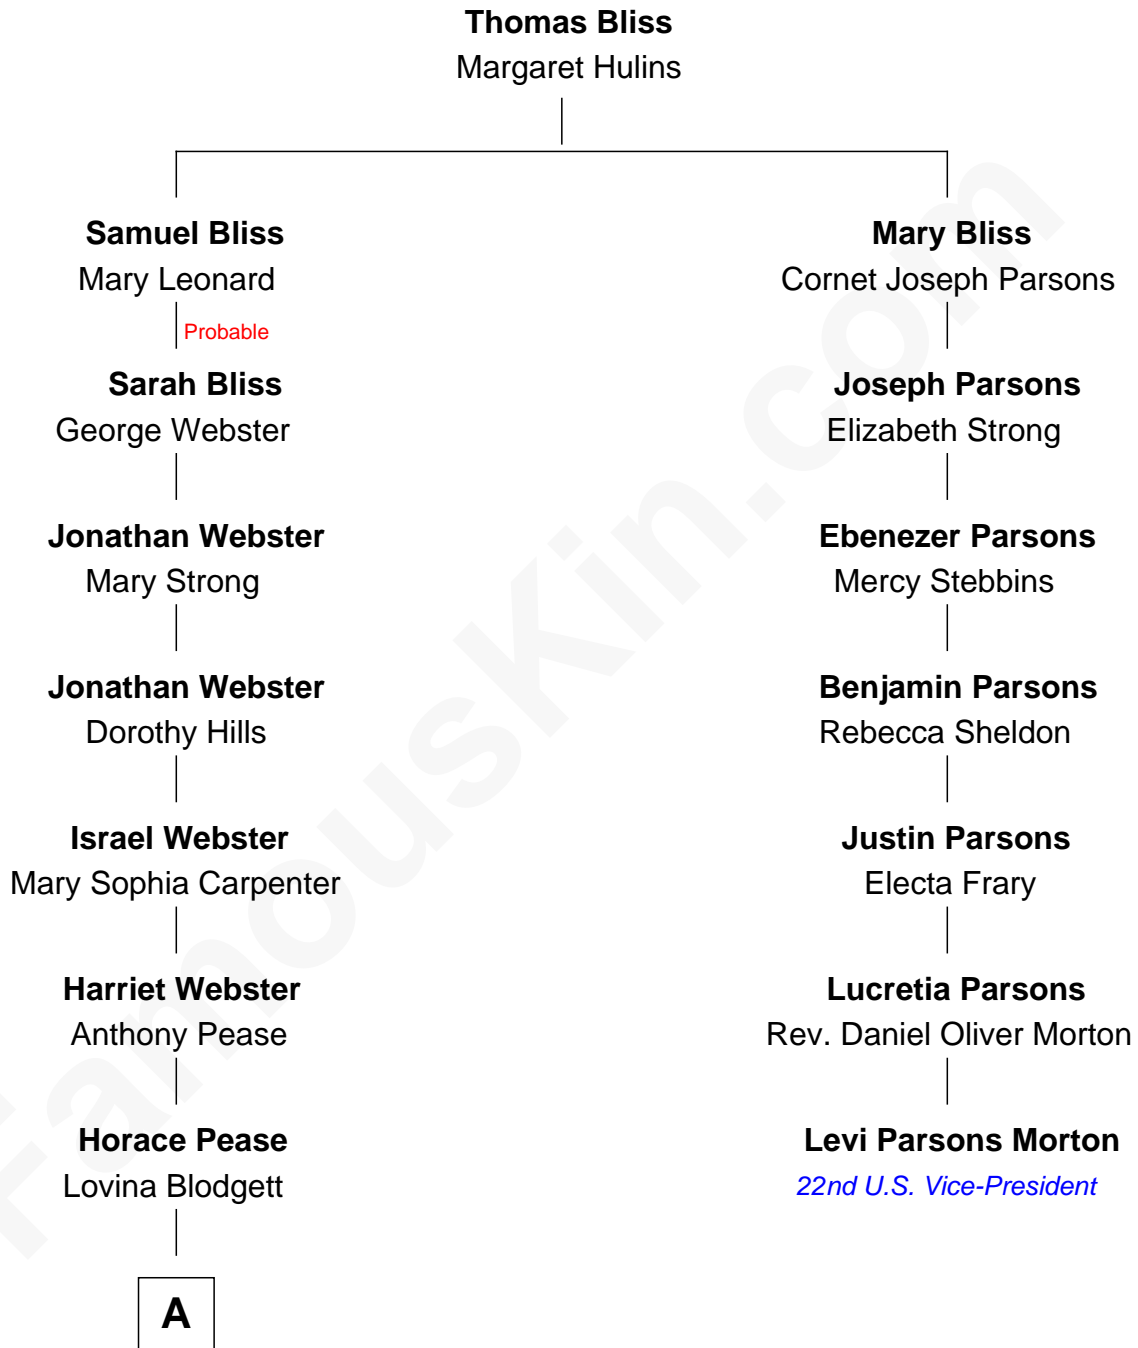 Thomas Bliss
Margaret Hulins
Samuel Bliss
Mary Leonard
Probable
Sarah Bliss
George Webster
Jonathan Webster
Mary Strong
Jonathan Webster
Dorothy Hills
Israel Webster
Mary Sophia Carpenter
Harriet Webster
Anthony Pease
Horace Pease
Lovina Blodgett
A
Mary Bliss
Cornet Joseph Parsons
Joseph Parsons
Elizabeth Strong
Ebenezer Parsons
Mercy Stebbins
Benjamin Parsons
Rebecca Sheldon
Justin Parsons
Electa Frary
Lucretia Parsons
Rev. Daniel Oliver Morton
Levi Parsons Morton
22nd U.S. Vice-President
FamousKin.com